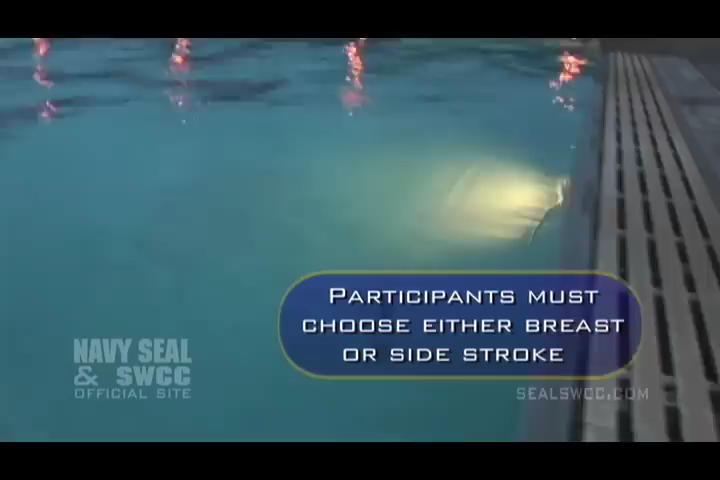 PARTICIPANTS MUST
CHOOSE EITHER BREAST
OR SIDE STROKE
NAVY SEAL
& SWCC
OFFICIAL SITE
SEALSWCC.COM